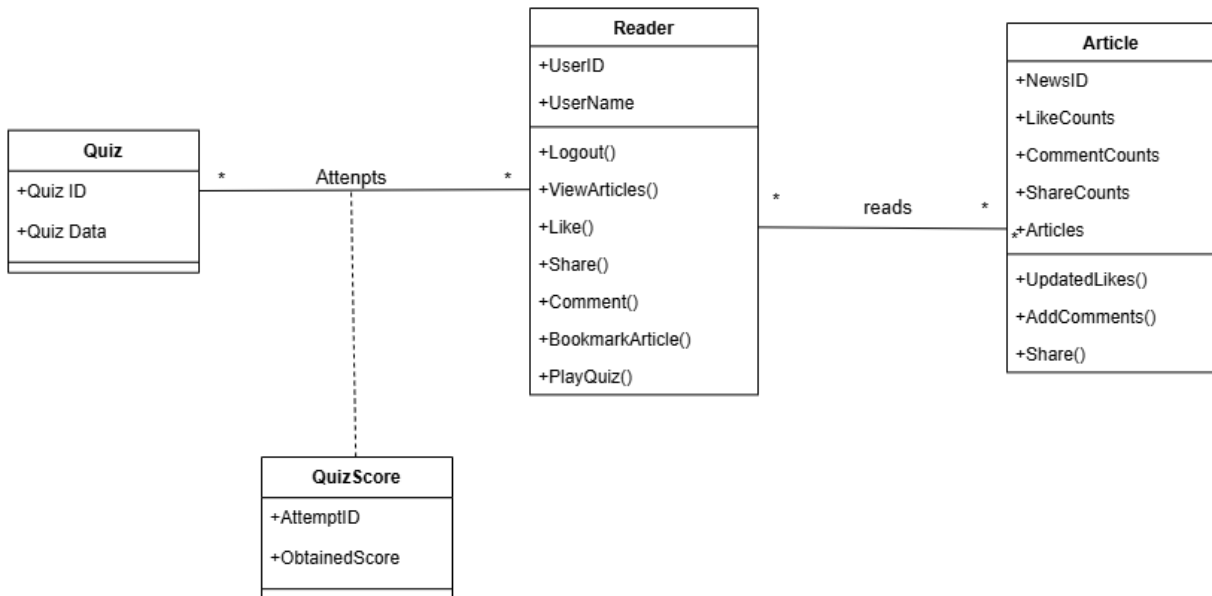 Quiz
+Quiz ID
+Quiz Data
*
Attenpts
*
Reader
+UserID
+UserName
+Logout()
+ViewArticles()
+Like()
+Share()
+Comment()
+BookmarkArticle()
+PlayQuiz()
*
reads
*
*
Article
+NewsID
+LikeCounts
+CommentCounts
+ShareCounts
+Articles
+UpdatedLikes()
+AddComments()
+Share()
QuizScore
+AttemptID
+ObtainedScore